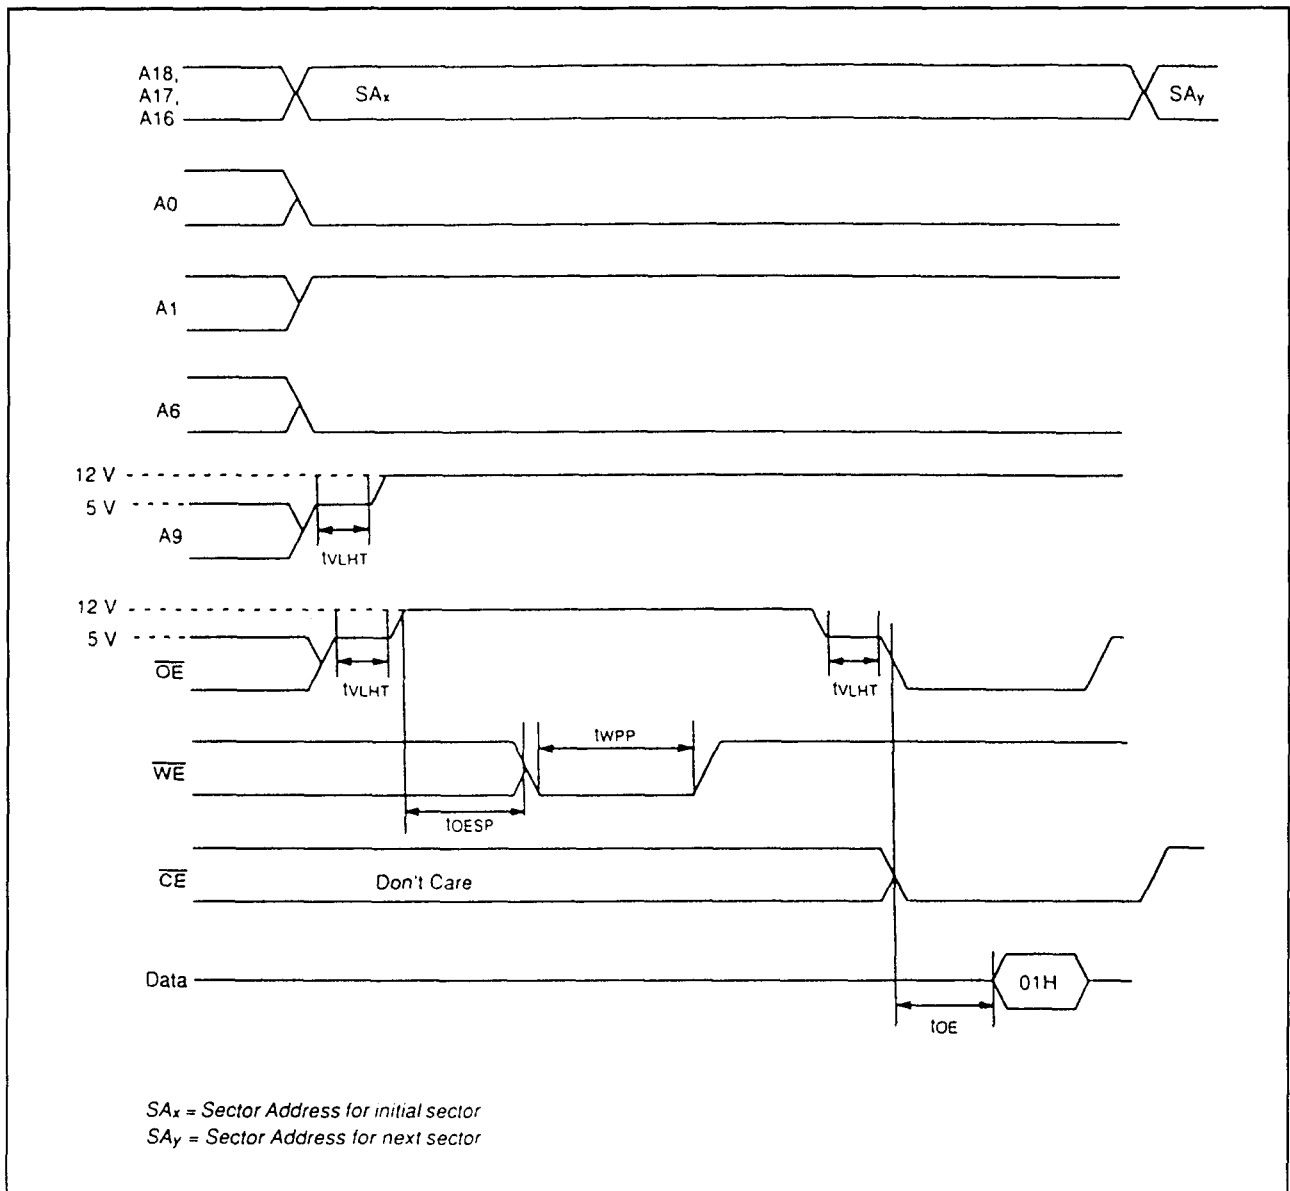 A18,
A17,
A16
SAx
SAy
A0
A1
A6
12 V
5 V
A9
tVLHT
12 V
5 V
OE
tVLHT
tVLHT
WE
tWPP
tOESP
CE
Don't Care
Data
01H
tOE
SAx = Sector Address for initial sector
SAy = Sector Address for next sector